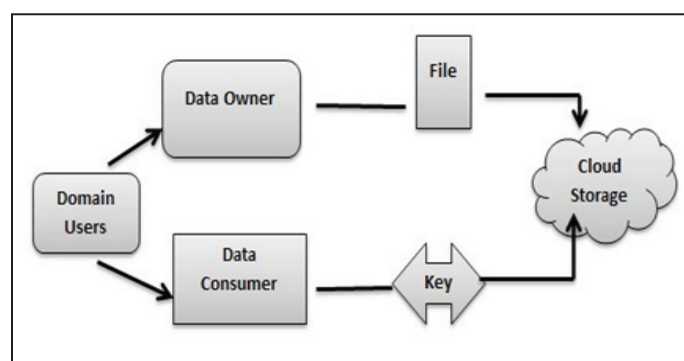 Data Owner
File
Domain
Users
Cloud
Storage
Data
Consumer
Key